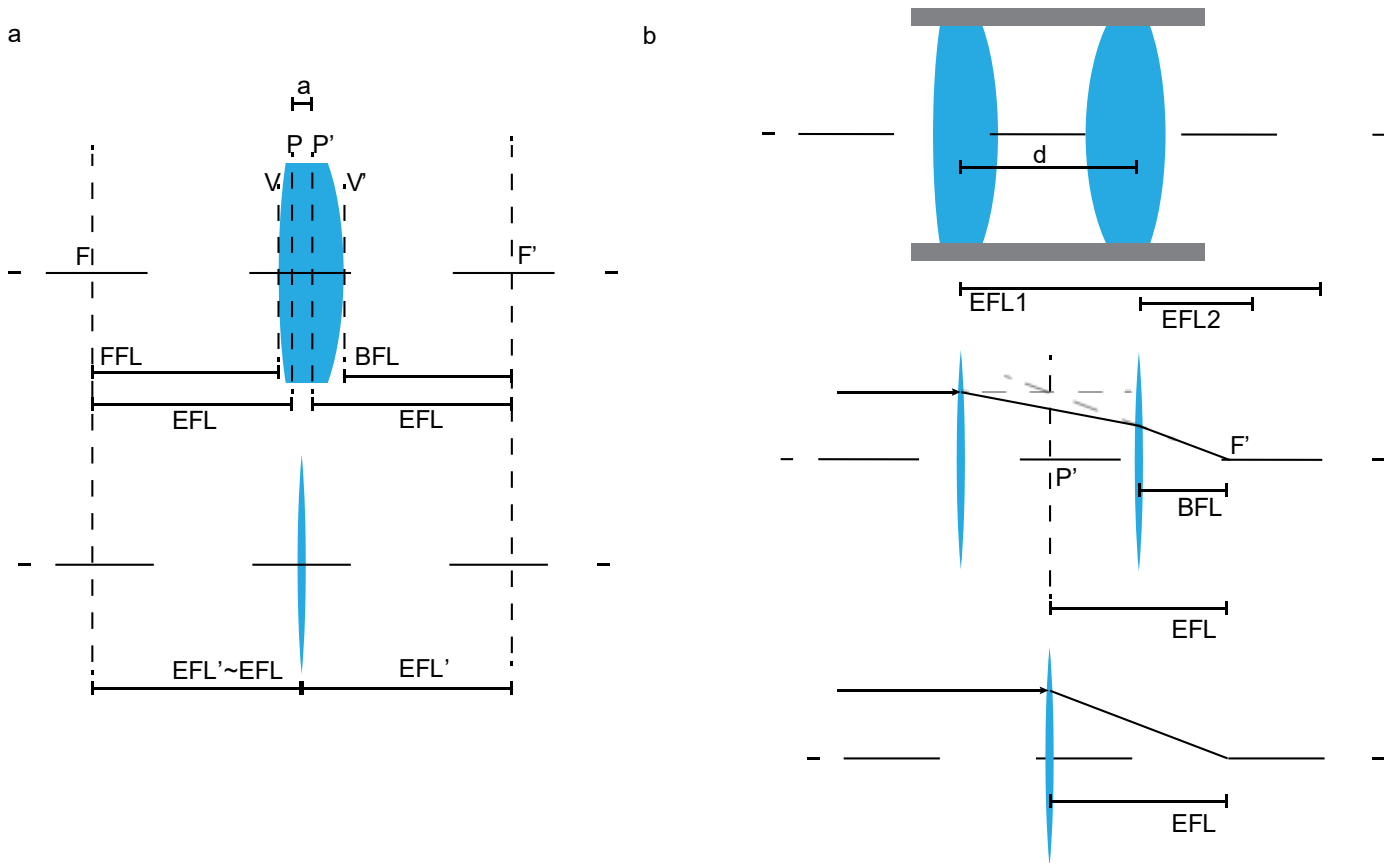 a
a
P P’
V V’
F F’
FFL BFL
EFL EFL
EFL’~EFL EFL’
b
d
EFL1
EFL2
F’
P’
BFL
EFL
EFL